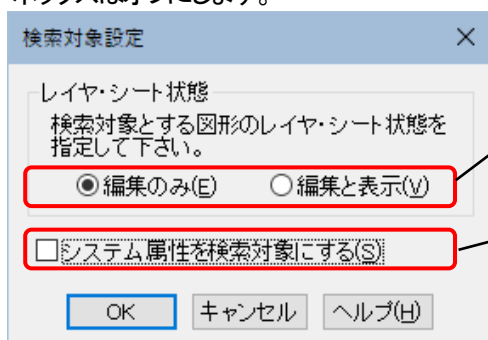 ボックスはオフにします。
検索対象設定
レイヤ・シート状態
検索対象とする図形のレイヤ・シート状態を
指定して下さい。
編集のみ(E) 編集と表示(V)
システム属性を検索対象にする(S)
OK キャンセル ヘルプ(H)